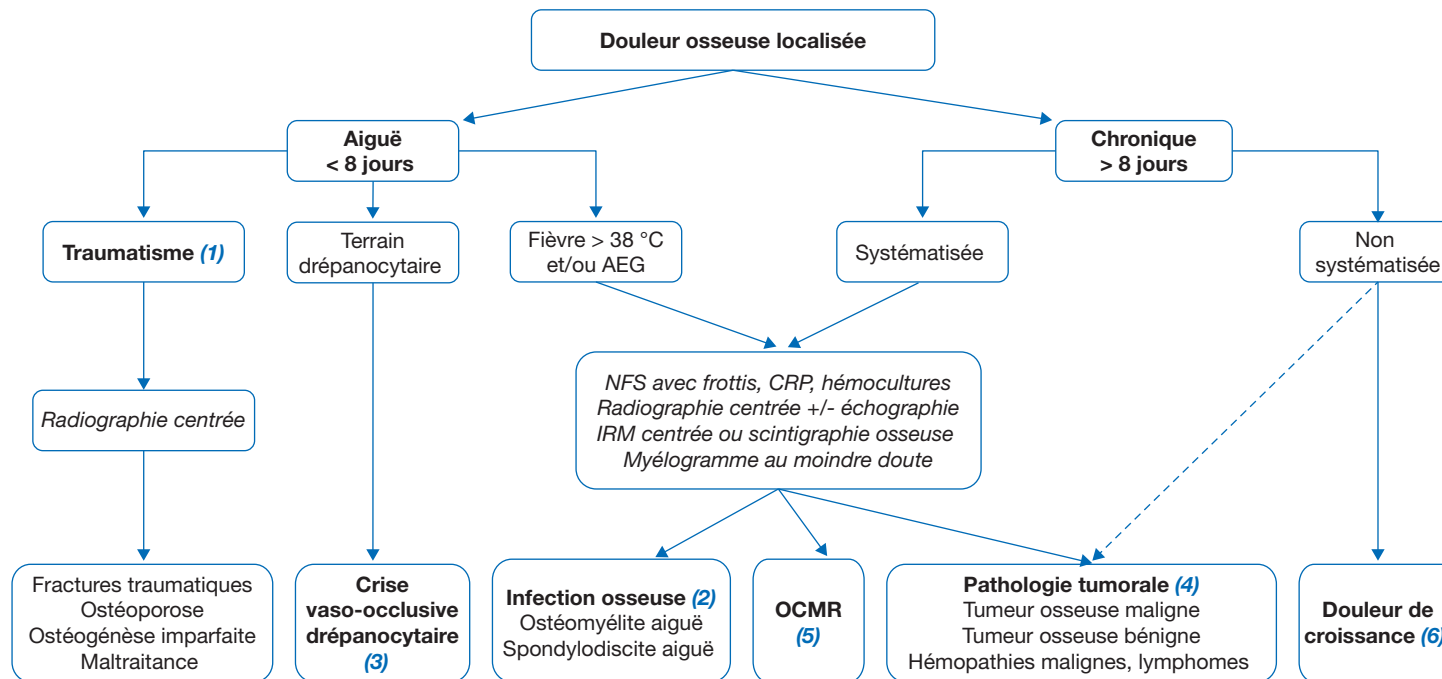 Douleur osseuse localisée
Aiguë
< 8 jours
Chronique
> 8 jours
Traumatisme (1)
Terrain
drépanocytaire
Fièvre > 38 °C
et/ou AEG
Systématisée
Non
systématisée
Radiographie centrée
NFS avec frottis, CRP, hémocultures
Radiographie centrée +/- échographie
IRM centrée ou scintigraphie osseuse
Myélogramme au moindre doute
Fractures traumatiques
Ostéoporose
Ostéogénèse imparfaite
Maltraitance
Crise
vaso-occlusive
drépanocytaire
(3)
Infection osseuse (2)
Ostéomyélite aiguë
Spondylodiscite aiguë
OCMR
(5)
Pathologie tumorale (4)
Tumeur osseuse maligne
Tumeur osseuse bénigne
Hémopathies malignes, lymphomes
Douleur de
croissance (6)